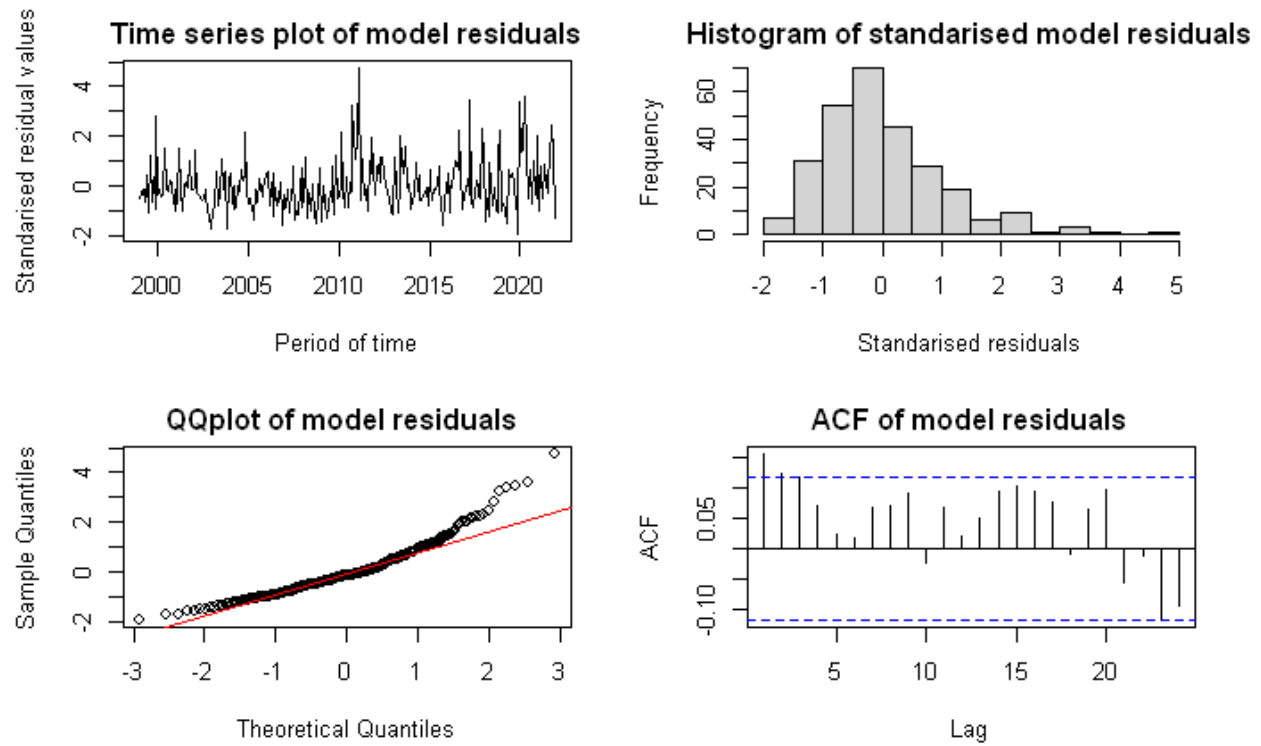 Time series plot of model residuals
Standarised residual values
-2 0 2 4
2000 2005 2010 2015 2020
Period of time
Histogram of standarised model residuals
Frequency
0 20 40 60
-2 -1 0 1 2 3 4 5
Standarised residuals
QQplot of model residuals
Sample Quantiles
-2 0 2 4
-3 -2 -1 0 1 2 3
Theoretical Quantiles
ACF of model residuals
ACF
-0.10 0.05
5 10 15 20
Lag